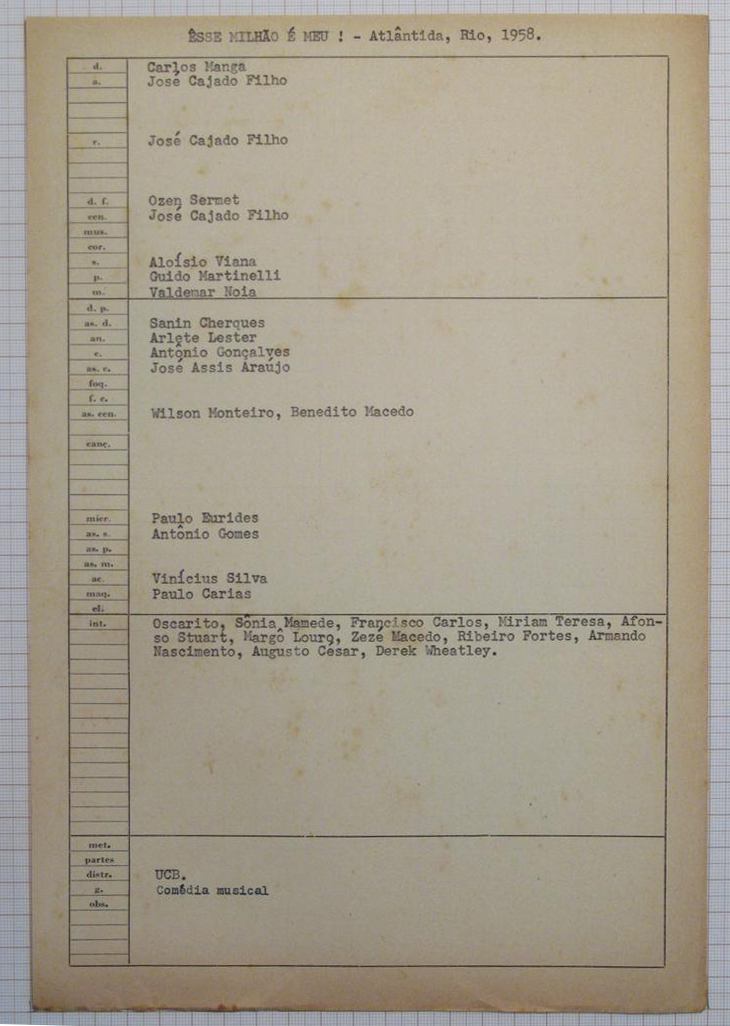 ÊSSE MILHÃO É MEU ! - Atlântida, Rio, 1958.
d. Carlos Manga
a. José Cajado Filho
r. José Cajado Filho
d. f. Ozen Sermet
cen. José Cajado Filho
mus.
cor.
s. Aloísio Viana
p. Guido Martinelli
m. Valdemar Noia
d. p.
as. d. Sanin Cherques
an. Arlete Lester
c. Antônio Gonçalves
as. c. José Assis Araújo
foq.
f. c.
as. cen. Wilson Monteiro, Benedito Macedo
canç.
micr. Paulo Eurides
as. s. Antônio Gomes
as. p.
as. m.
ac. Vinícius Silva
maq. Paulo Carias
el.
int. Oscarito, Sônia Mamede, Francisco Carlos, Miriam Teresa, Afon-
so Stuart, Margô Louro, Zezé Macedo, Ribeiro Fortes, Armando
Nascimento, Augusto Cesar, Derek Wheatley.
met.
partes
distr. UCB.
g. Comédia musical
obs.